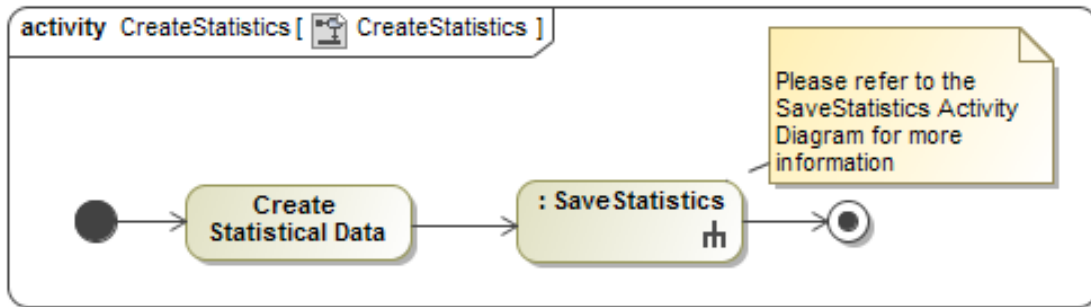 activity CreateStatistics [ CreateStatistics ]
Please refer to the
SaveStatistics Activity
Diagram for more
information
Create
Statistical Data
: SaveStatistics